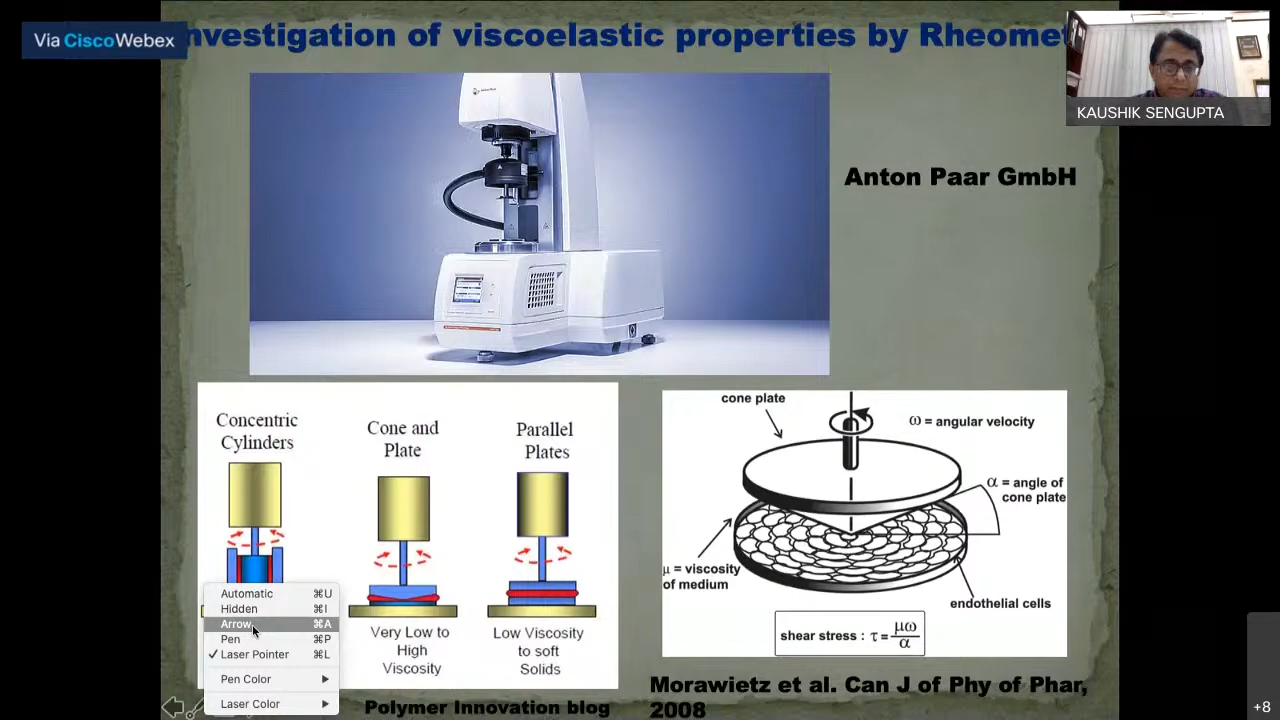 Via CiscoWebex
nvestigation of viscoelastic properties by Rheome
KAUSHIK SENGUPTA
Anton Paar GmbH
Concentric
Cylinders
Cone and
Plate
Parallel
Plates
Very Low to
High
Viscosity
Low Viscosity
to soft
Solids
Automatic ⌘U
Hidden ⌘I
Arrow ⌘A
Pen ⌘P
✓ Laser Pointer ⌘L
Pen Color
Laser Color
Polymer Innovation blog
cone plate
ω = angular velocity
α = angle of
cone plate
μ = viscosity
of medium
endothelial cells
shear stress : τ = μω/α
Morawietz et al. Can J of Phy of Phar,
2008
+8